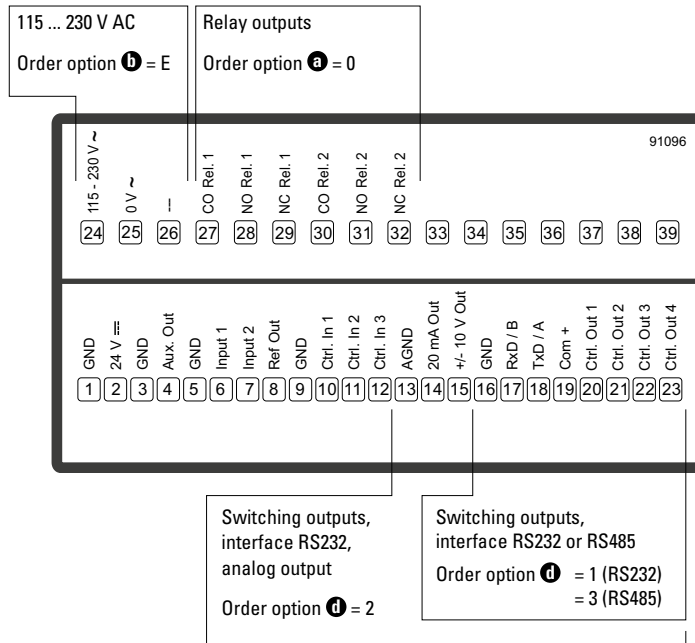 115 ... 230 V AC
Order option b = E
Relay outputs
Order option a = 0
91096
115 - 230 V ~
0 V ~
---
CO Rel. 1
NO Rel. 1
NC Rel. 1
CO Rel. 2
NO Rel. 2
NC Rel. 2
24 25 26 27 28 29 30 31 32 33 34 35 36 37 38 39
GND
24 V ⎓
GND
Aux. Out
GND
Input 1
Input 2
Ref Out
GND
Ctrl. In 1
Ctrl. In 2
Ctrl. In 3
AGND
20 mA Out
+/- 10 V Out
GND
RxD / B
TxD / A
Com +
Ctrl. Out 1
Ctrl. Out 2
Ctrl. Out 3
Ctrl. Out 4
1 2 3 4 5 6 7 8 9 10 11 12 13 14 15 16 17 18 19 20 21 22 23
Switching outputs,
interface RS232,
analog output
Order option d = 2
Switching outputs,
interface RS232 or RS485
Order option d = 1 (RS232)
= 3 (RS485)